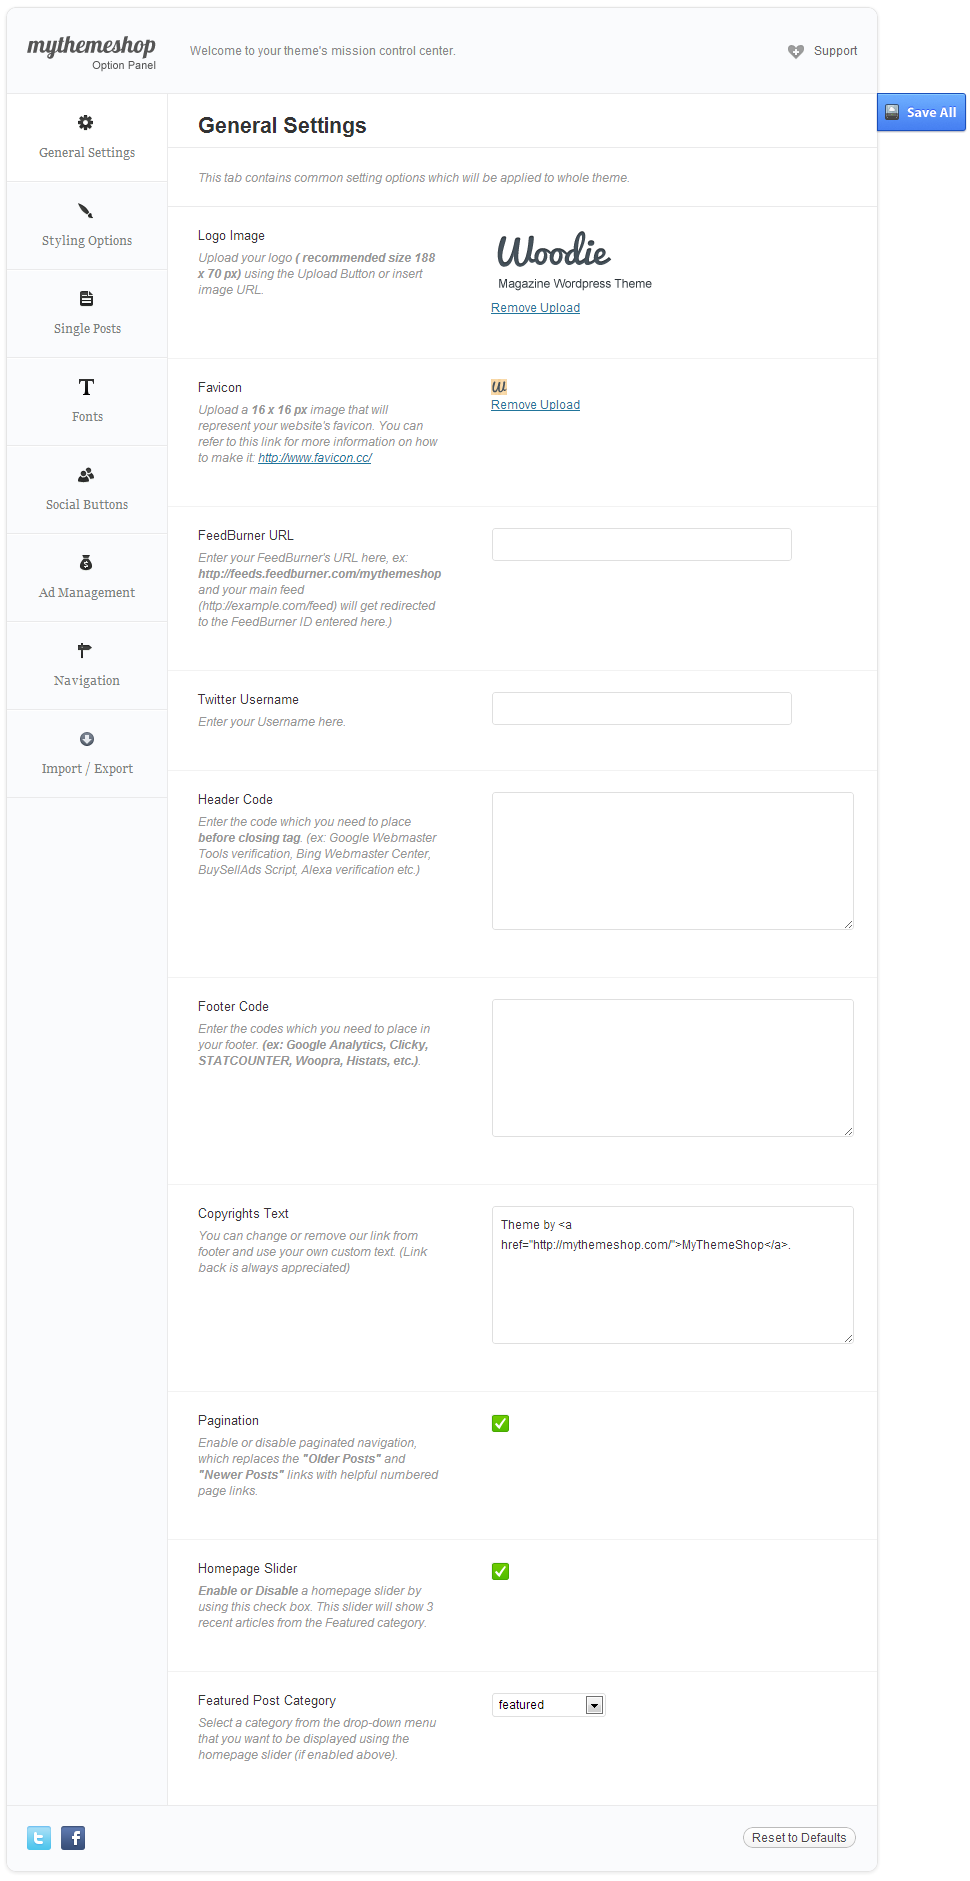 mythemeshop
Option Panel
Welcome to your theme's mission control center.
Support
Save All
General Settings
Styling Options
Single Posts
Fonts
Social Buttons
Ad Management
Navigation
Import / Export
General Settings
This tab contains common setting options which will be applied to whole theme.
Logo Image
Upload your logo ( recommended size 188
x 70 px) using the Upload Button or insert
image URL.
Woodie
Magazine Wordpress Theme
Remove Upload
Favicon
Upload a 16 x 16 px image that will
represent your website's favicon. You can
refer to this link for more information on how
to make it: http://www.favicon.cc/
W
Remove Upload
FeedBurner URL
Enter your FeedBurner's URL here, ex:
http://feeds.feedburner.com/mythemeshop
and your main feed
(http://example.com/feed) will get redirected
to the FeedBurner ID entered here.)
Twitter Username
Enter your Username here.
Header Code
Enter the code which you need to place
before closing tag. (ex: Google Webmaster
Tools verification, Bing Webmaster Center,
BuySellAds Script, Alexa verification etc.)
Footer Code
Enter the codes which you need to place in
your footer. (ex: Google Analytics, Clicky,
STATCOUNTER, Woopra, Histats, etc.).
Copyrights Text
You can change or remove our link from
footer and use your own custom text. (Link
back is always appreciated)
Theme by <a
href="http://mythemeshop.com/">MyThemeShop</a>.
Pagination
Enable or disable paginated navigation,
which replaces the "Older Posts" and
"Newer Posts" links with helpful numbered
page links.
Homepage Slider
Enable or Disable a homepage slider by
using this check box. This slider will show 3
recent articles from the Featured category.
Featured Post Category
Select a category from the drop-down menu
that you want to be displayed using the
homepage slider (if enabled above).
featured
Reset to Defaults